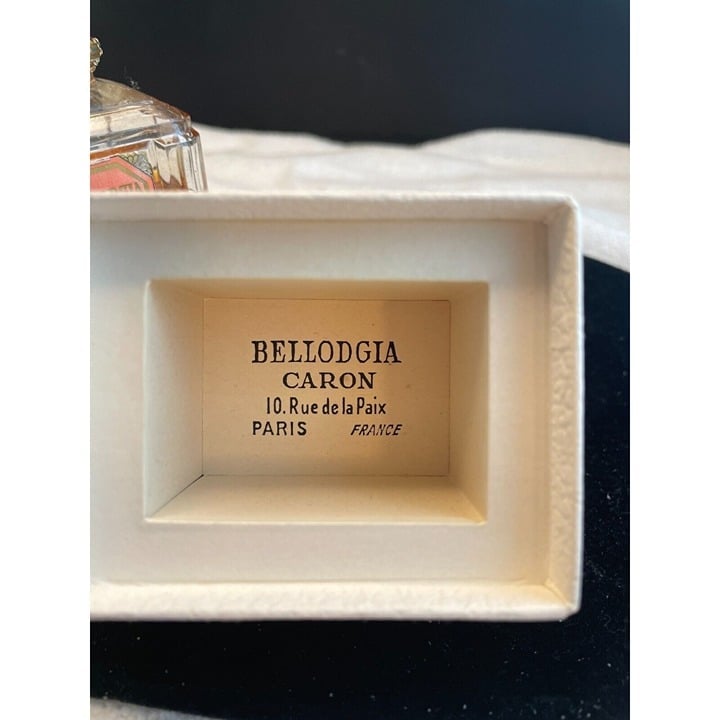 BELLODGIA
CARON
10. Rue de la Paix
PARIS FRANCE